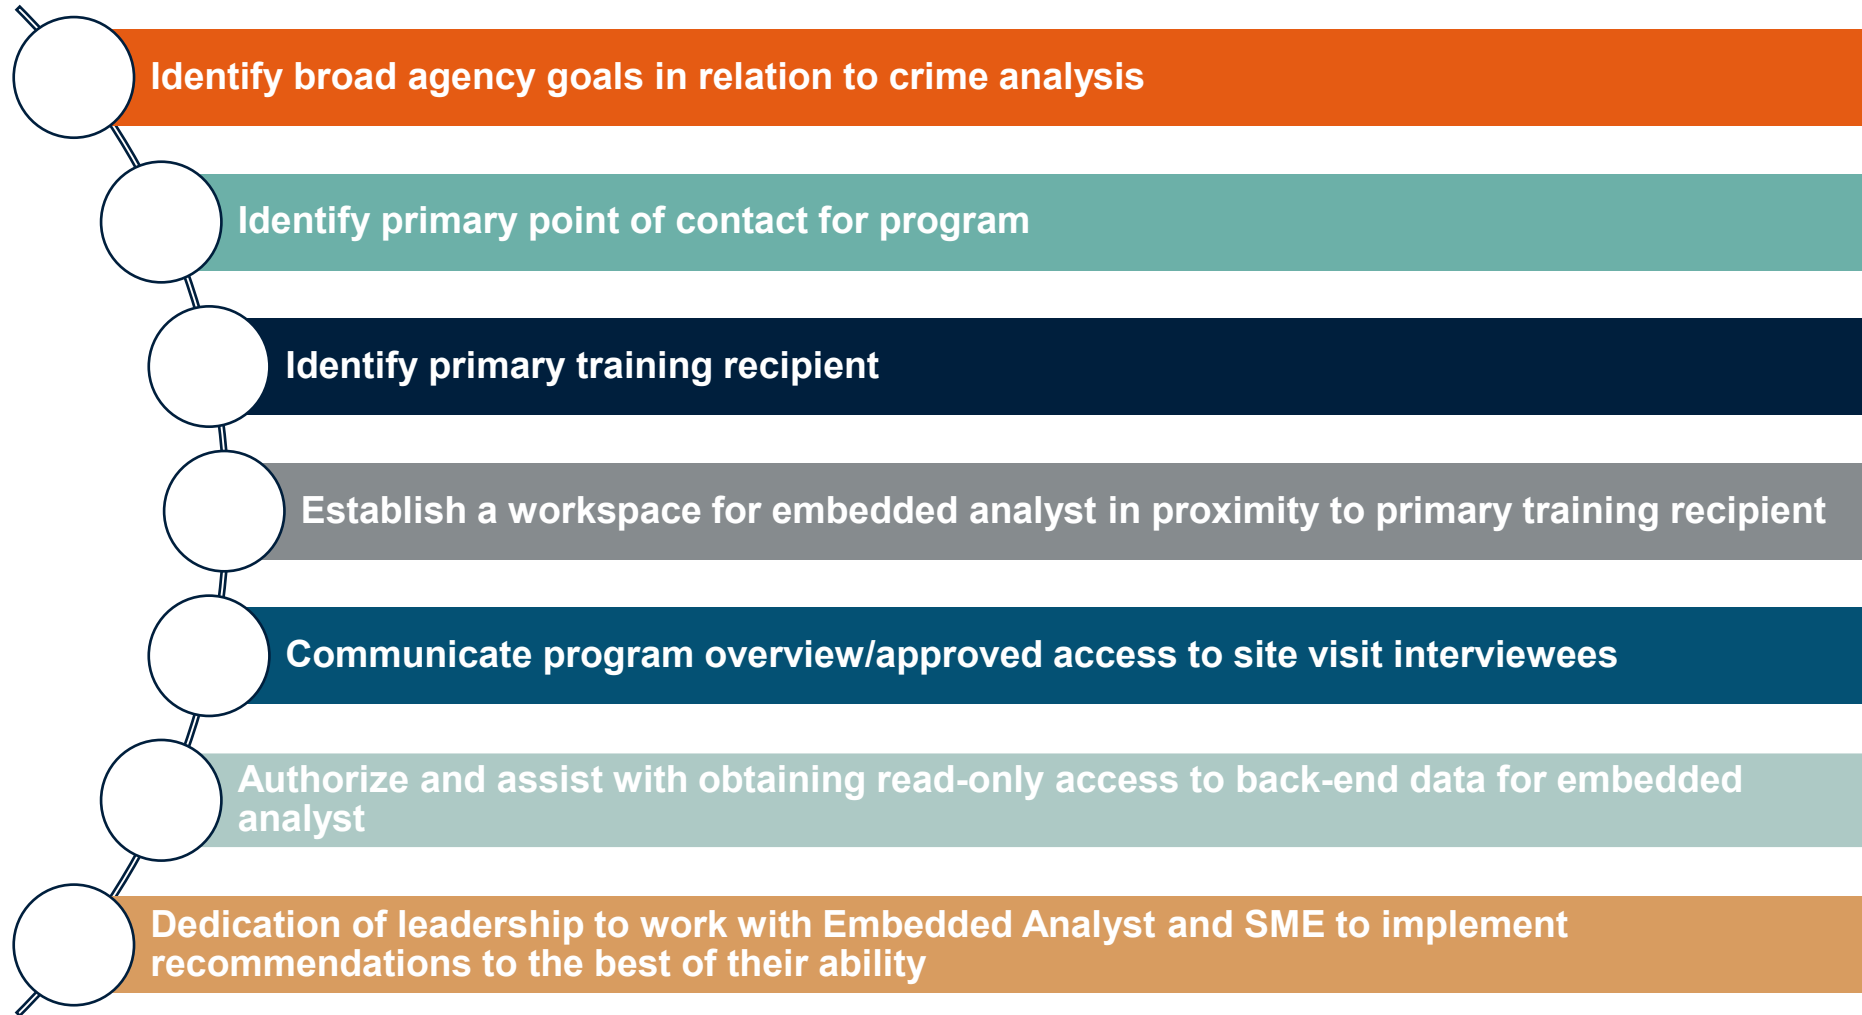 Identify broad agency goals in relation to crime analysis
Identify primary point of contact for program
Identify primary training recipient
Establish a workspace for embedded analyst in proximity to primary training recipient
Communicate program overview/approved access to site visit interviewees
Authorize and assist with obtaining read-only access to back-end data for embedded
analyst
Dedication of leadership to work with Embedded Analyst and SME to implement
recommendations to the best of their ability